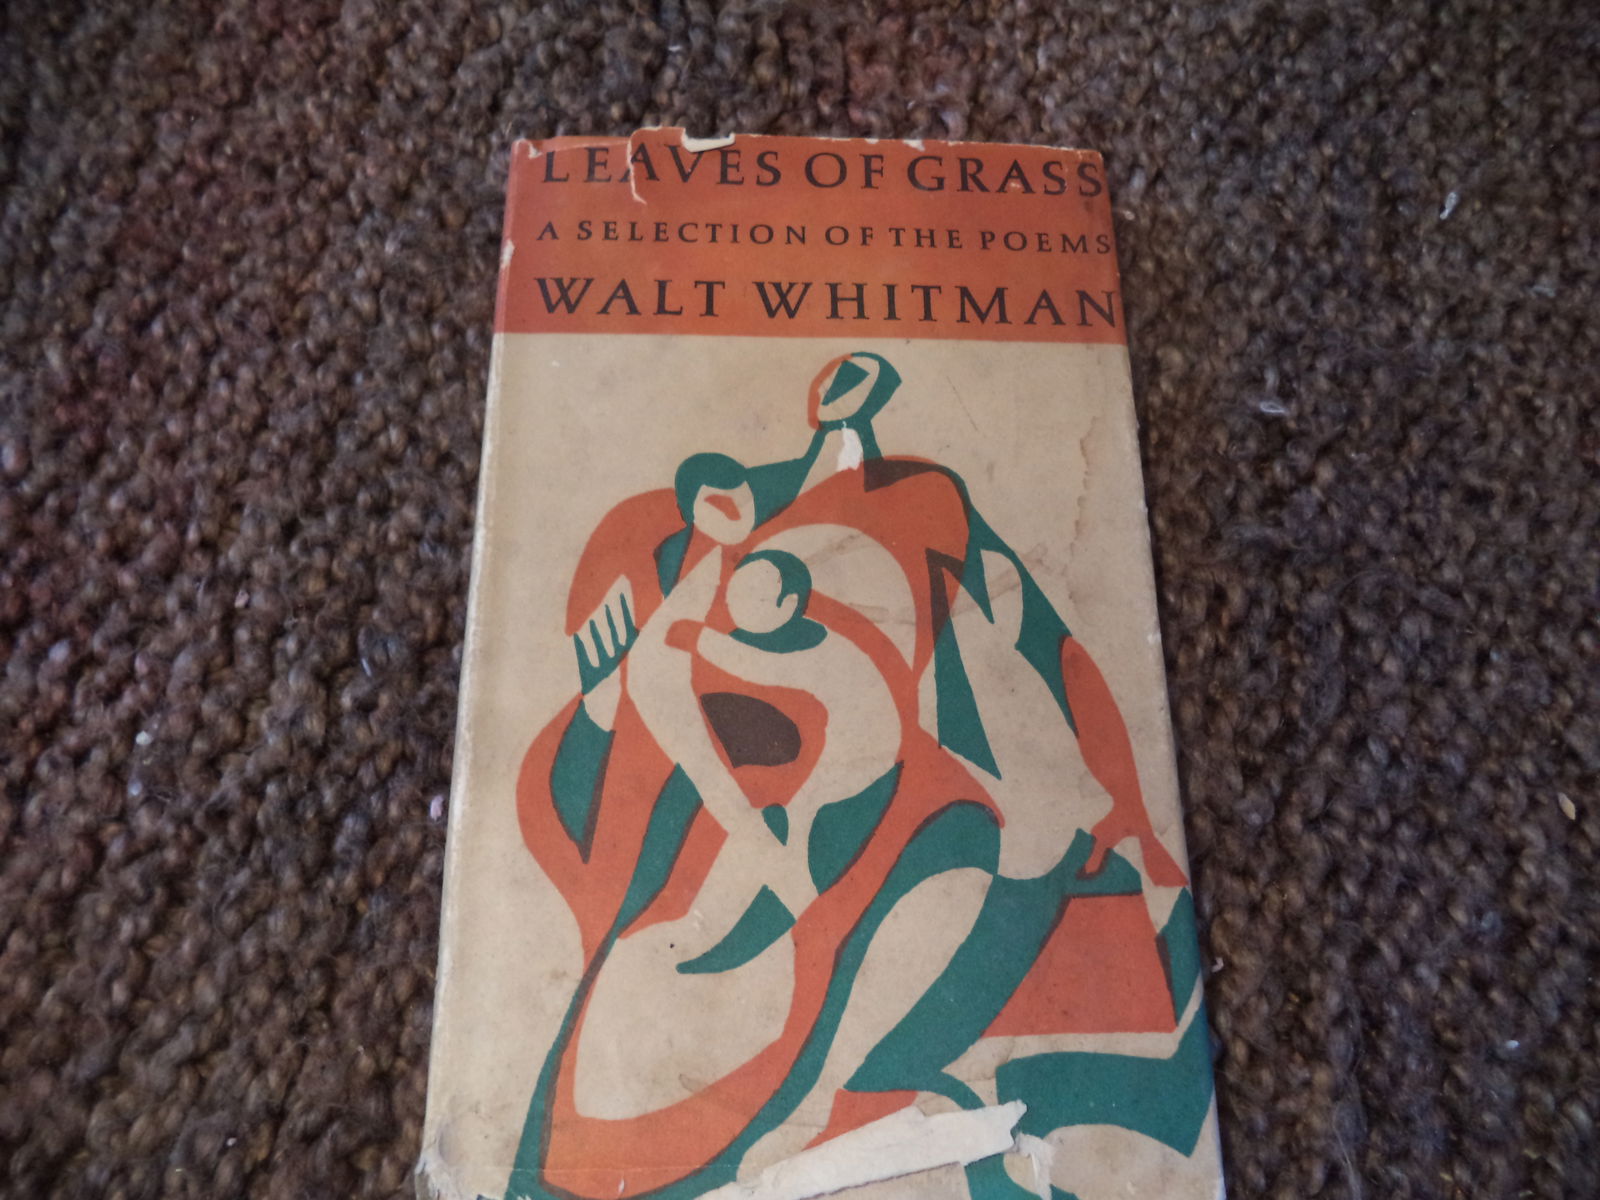 LEAVES OF GRASS
A SELECTION OF THE POEMS
WALT WHITMAN